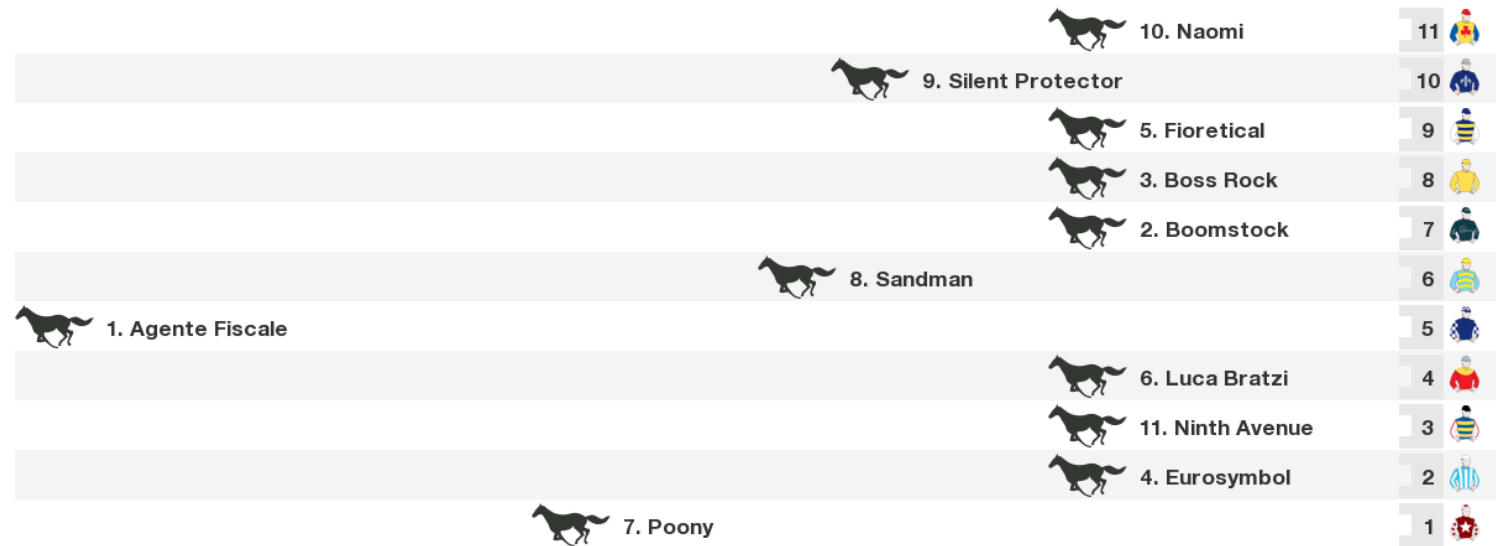 10. Naomi 11
9. Silent Protector 10
5. Fioretical 9
3. Boss Rock 8
2. Boomstock 7
8. Sandman 6
1. Agente Fiscale 5
6. Luca Bratzi 4
11. Ninth Avenue 3
4. Eurosymbol 2
7. Poony 1